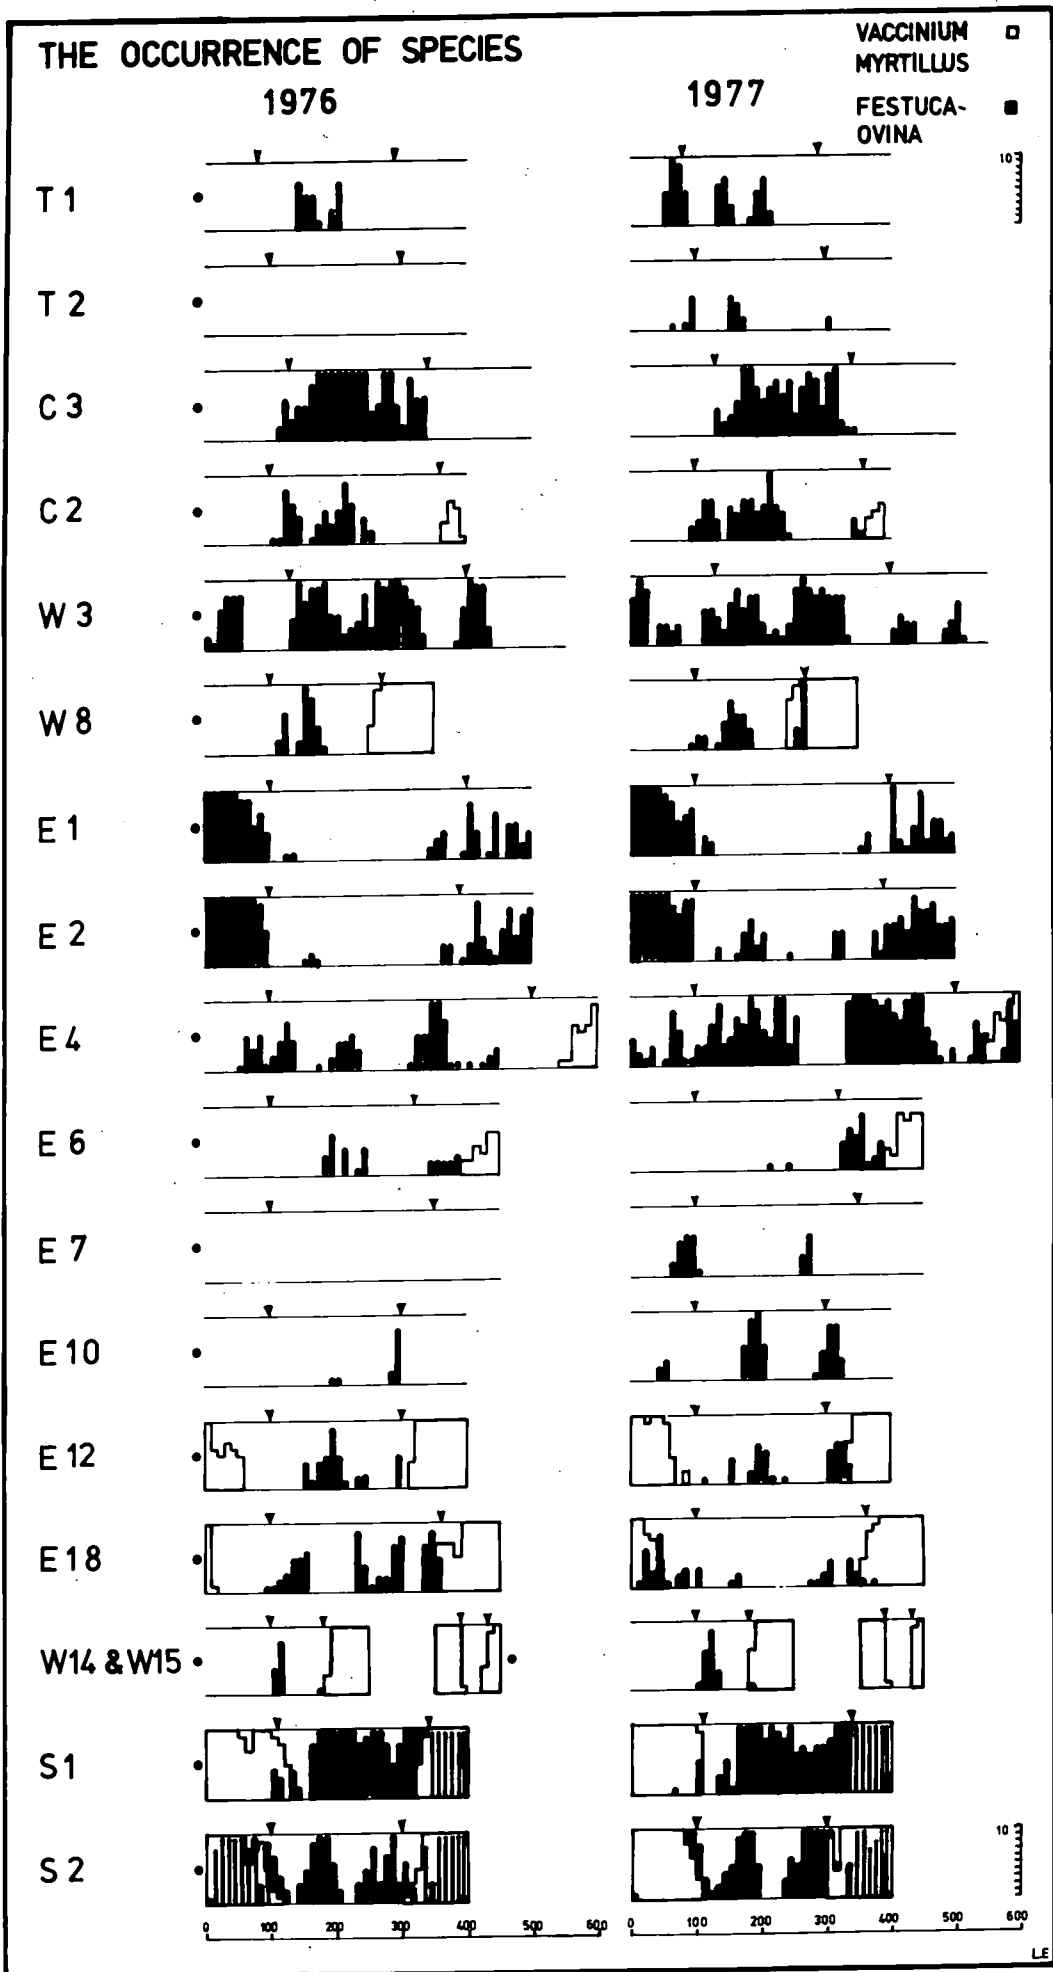 THE OCCURRENCE OF SPECIES
1976
1977
VACCINIUM
MYRTILLUS
FESTUCA-
OVINA
T 1
10
T 2
C 3
C 2
W 3
W 8
E 1
E 2
E 4
E 6
E 7
E 10
E 12
E 18
W14 & W15
S 1
S 2
10
0 100 200 300 400 500 600
0 100 200 300 400 500 600
L.E